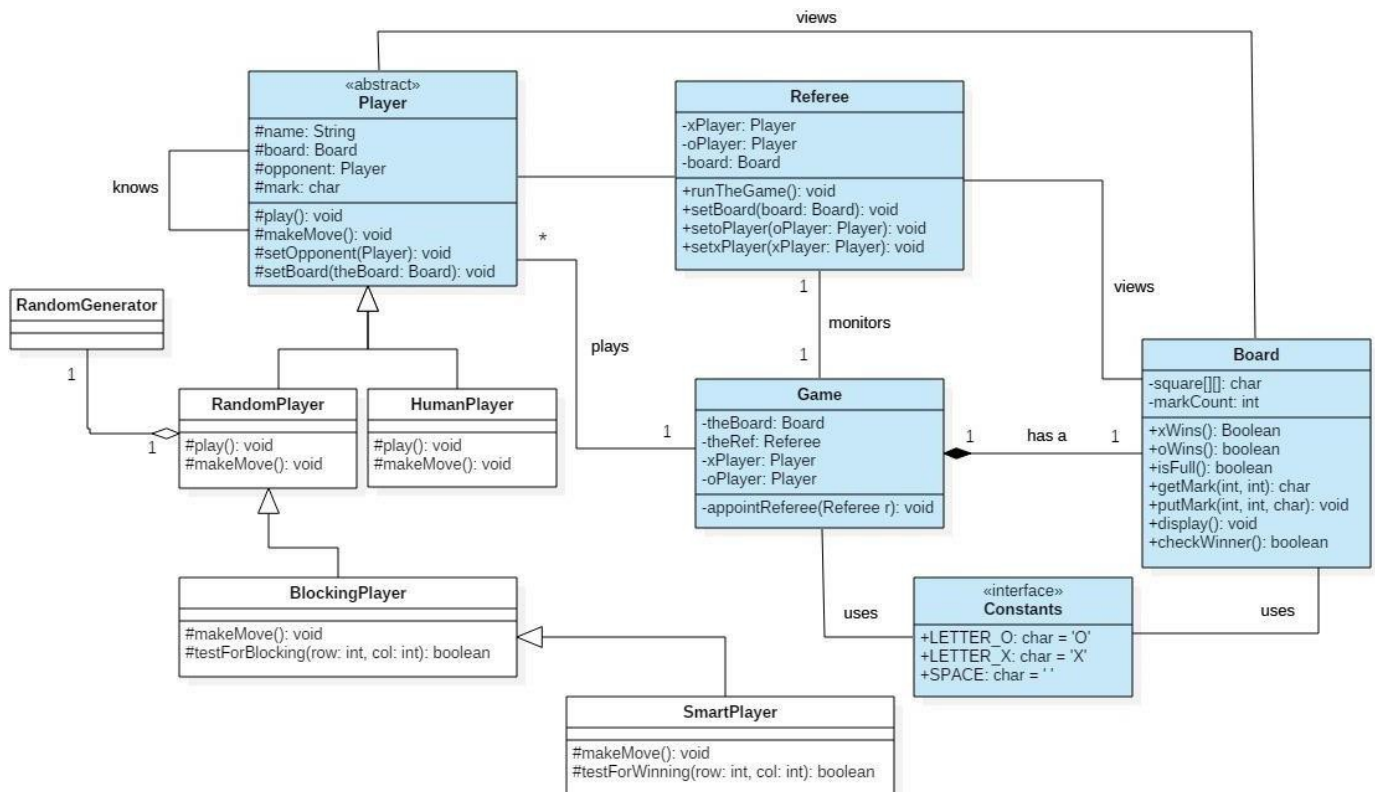 views
«abstract»
Player
#name: String
#board: Board
#opponent: Player
#mark: char
#play(): void
#makeMove(): void
#setOpponent(Player): void
#setBoard(theBoard: Board): void
knows
Referee
-xPlayer: Player
-oPlayer: Player
-board: Board
+runTheGame(): void
+setBoard(board: Board): void
+setoPlayer(oPlayer: Player): void
+setxPlayer(xPlayer: Player): void
*
1
monitors
1
views
plays
1
RandomGenerator
1
1
RandomPlayer
#play(): void
#makeMove(): void
HumanPlayer
#play(): void
#makeMove(): void
Game
-theBoard: Board
-theRef: Referee
-xPlayer: Player
-oPlayer: Player
-appointReferee(Referee r): void
1
has a
1
Board
-square[][]: char
-markCount: int
+xWins(): Boolean
+oWins(): boolean
+isFull(): boolean
+getMark(int, int): char
+putMark(int, int, char): void
+display(): void
+checkWinner(): boolean
BlockingPlayer
#makeMove(): void
#testForBlocking(row: int, col: int): boolean
uses
«interface»
Constants
+LETTER_O: char = 'O'
+LETTER_X: char = 'X'
+SPACE: char = ' '
uses
SmartPlayer
#makeMove(): void
#testForWinning(row: int, col: int): boolean